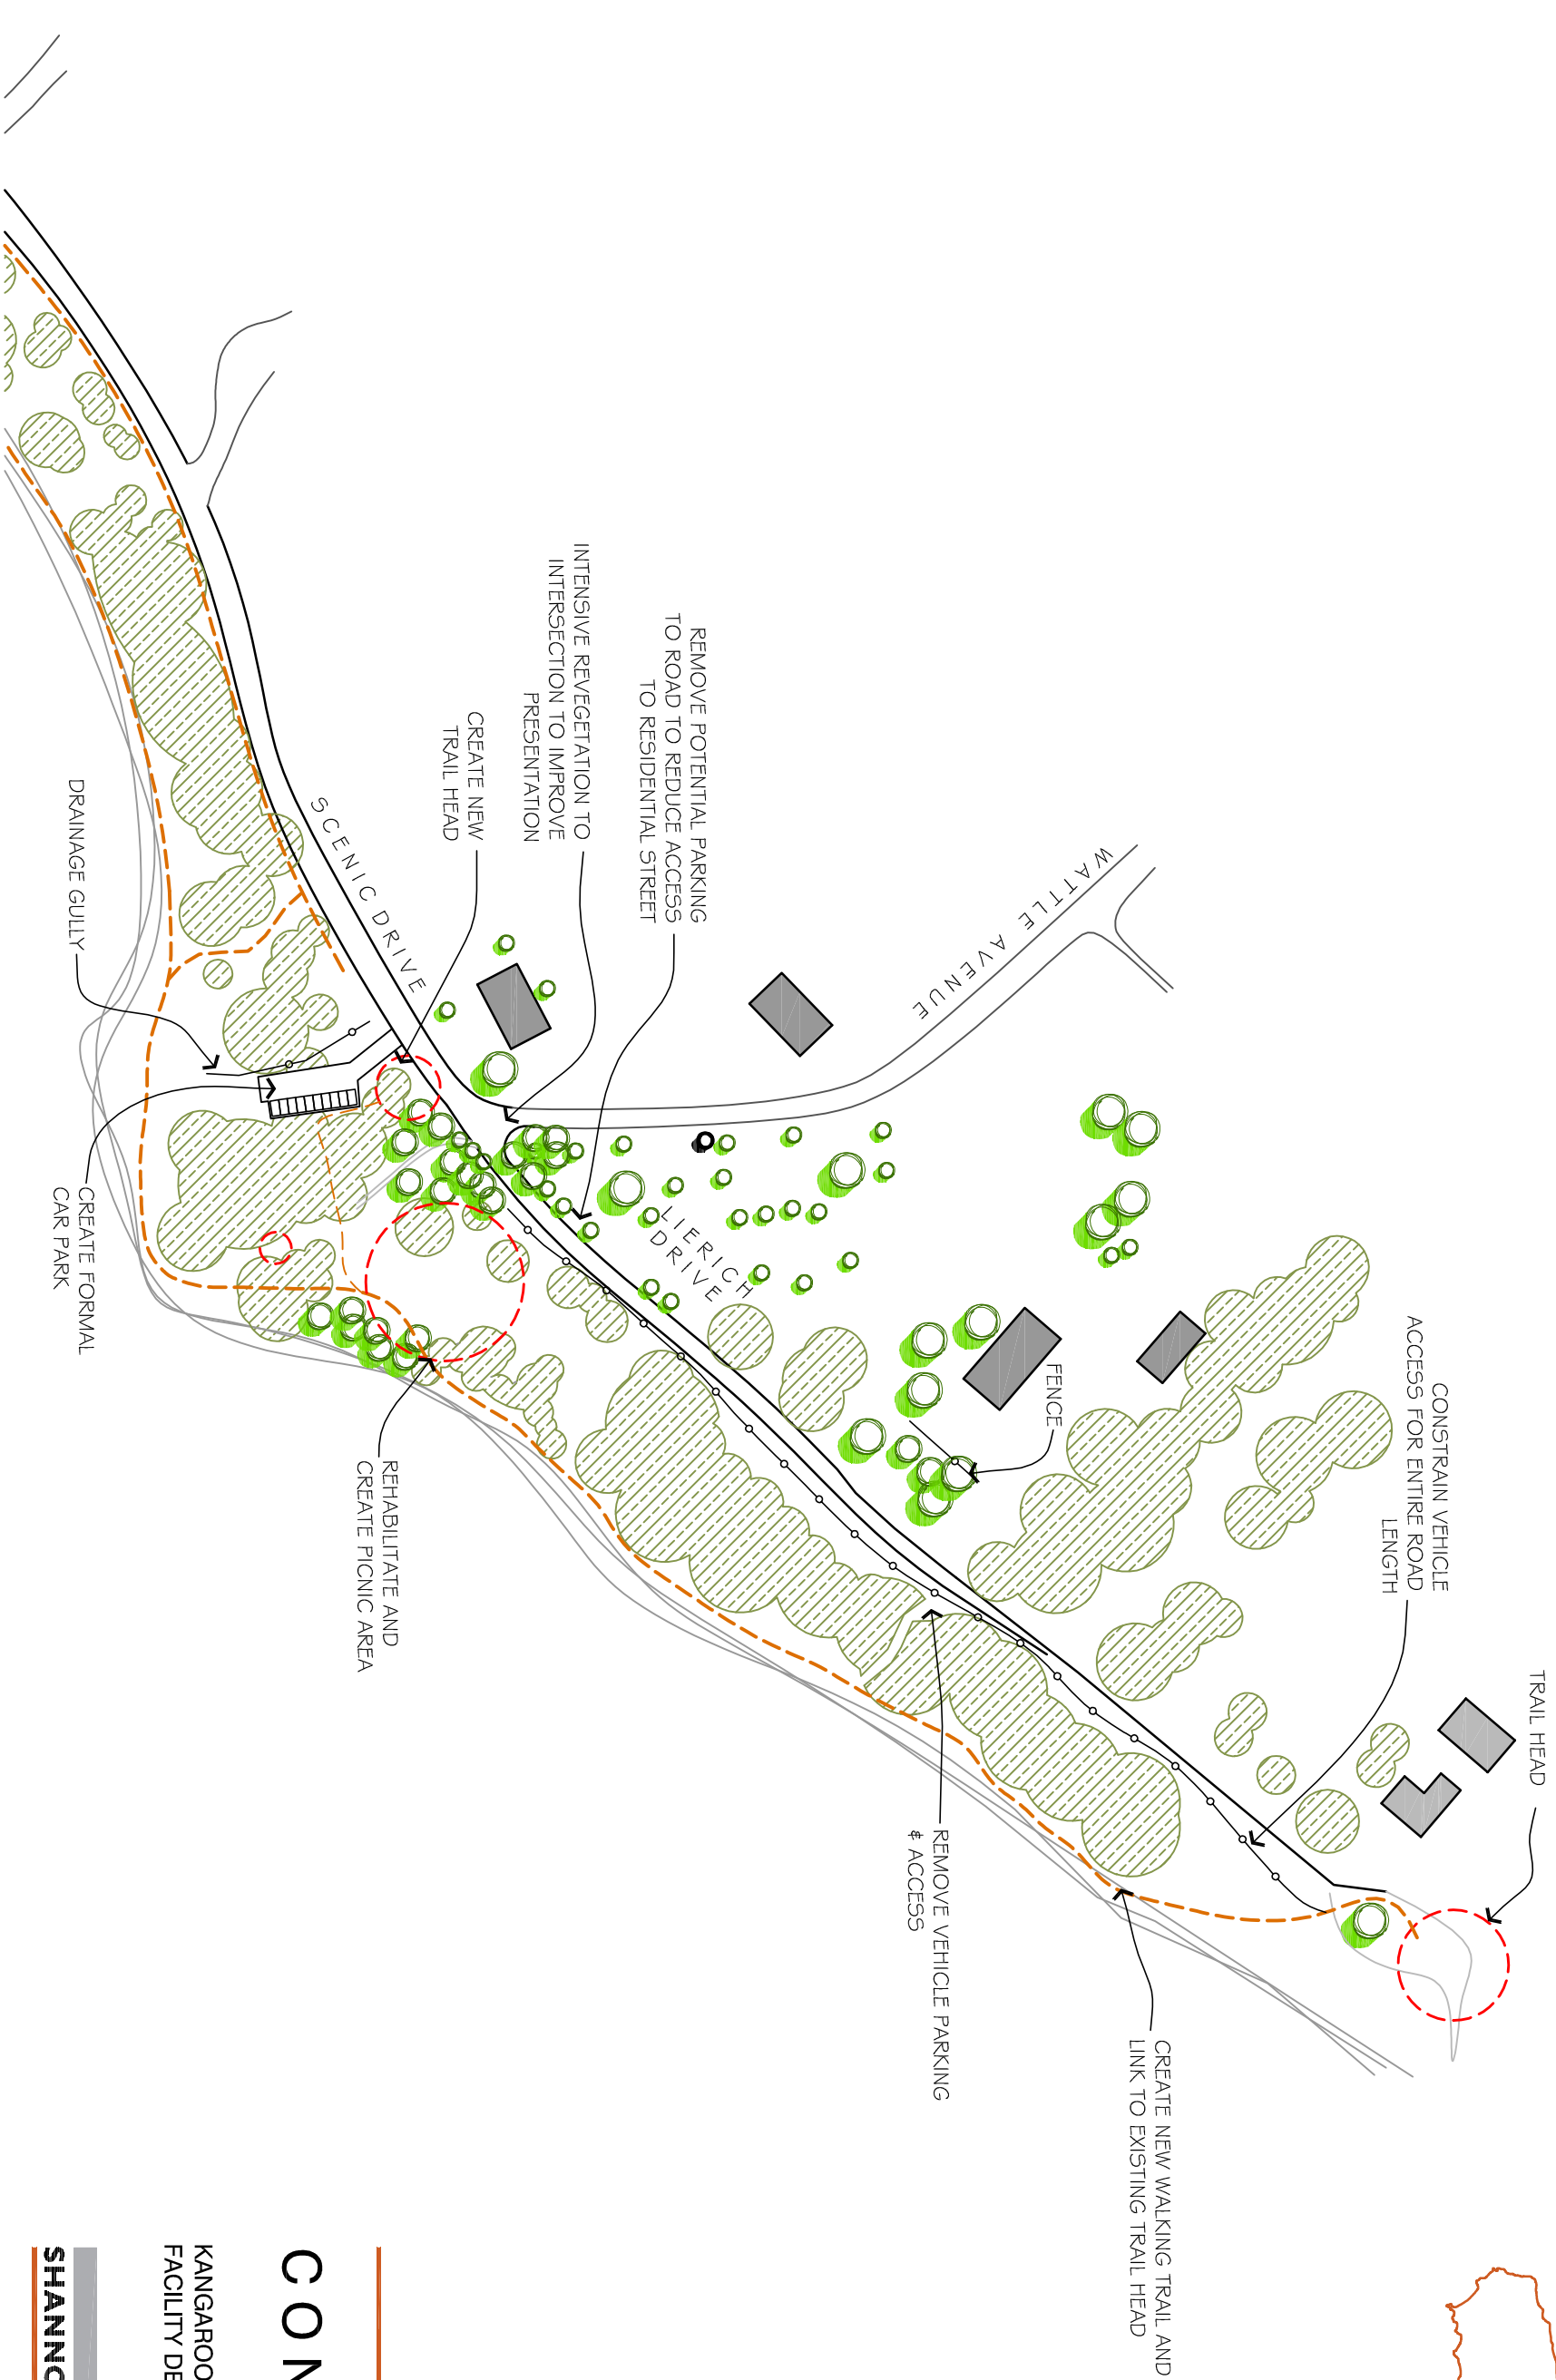 INTENSIVE REVEGETATION TO
INTERSECTION TO IMPROVE
PRESENTATION
REMOVE POTENTIAL PARKING
TO ROAD TO REDUCE ACCESS
TO RESIDENTIAL STREET
CREATE NEW
TRAIL HEAD
DRAINAGE GULLY
SCENIC DRIVE
WATTLE AVENUE
LIERICH
DRIVE
CREATE FORMAL
CAR PARK
FENCE
CONSTRAIN VEHICLE
ACCESS FOR ENTIRE ROAD
LENGTH
REHABILITATE AND
CREATE PICNIC AREA
TRAIL HEAD
REMOVE VEHICLE PARKING
& ACCESS
CREATE NEW WALKING TRAIL AND
LINK TO EXISTING TRAIL HEAD
CON
KANGAROO
FACILITY DE
SHANNO